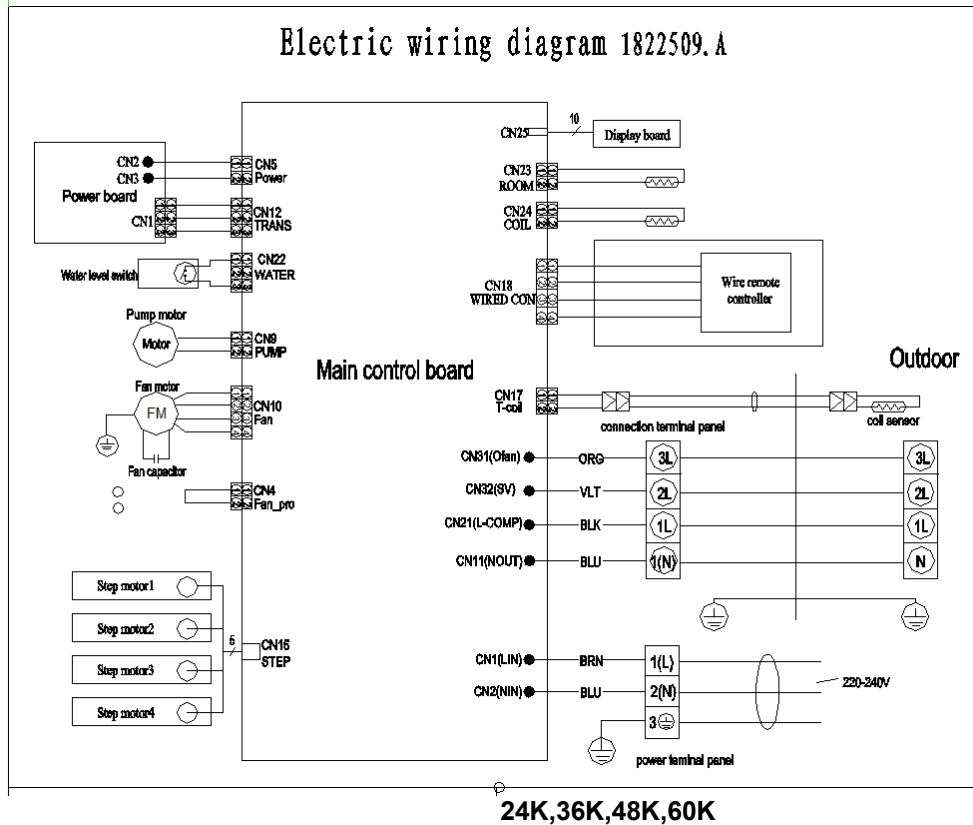 Electric wiring diagram 1822509.A
CN25
10
Display board
CN2
CN3
Power board
CN1
CN5
Power
CN12
TRANS
CN23
ROOM
CN24
COIL
Water level switch
CN22
WATER
CN18
WIRED CON
Wire remote
controller
Pump motor
Motor
CN9
PUMP
Main control board
Outdoor
Fan motor
FM
CN10
Fan
Fan capacitor
CN17
T-coil
connection terminal panel
coil sensor
CN4
Fan_pro
CN31(Ofan)
ORG
3L
3L
CN32(SV)
VLT
2L
2L
CN21(L-COMP)
BLK
1L
1L
CN11(NOUT)
BLU
1(N)
N
Step motor1
Step motor2
Step motor3
Step motor4
5
CN15
STEP
CN1(LIN)
BRN
1(L)
CN2(NIN)
BLU
2(N)
3
220-240V
power taminal panel
24K,36K,48K,60K